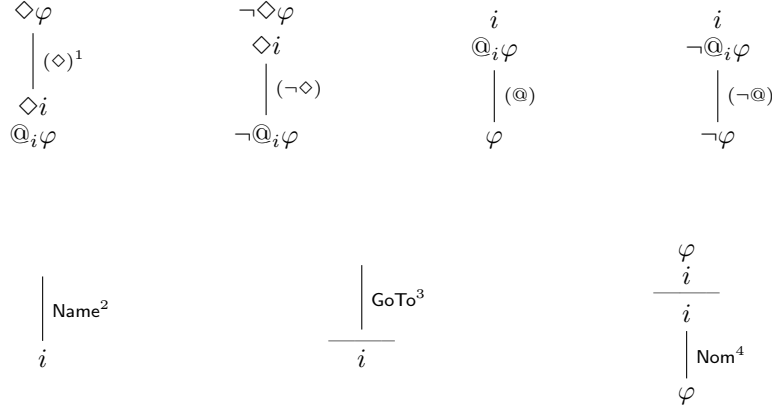 ◇φ ¬◇φ i i
◇i @ᵢφ ¬@ᵢφ
(◇)¹ (¬◇) (@) (¬@)
◇i
@ᵢφ ¬@ᵢφ φ ¬φ
φ
i
Name² GoTo³ i
i i Nom⁴
φ